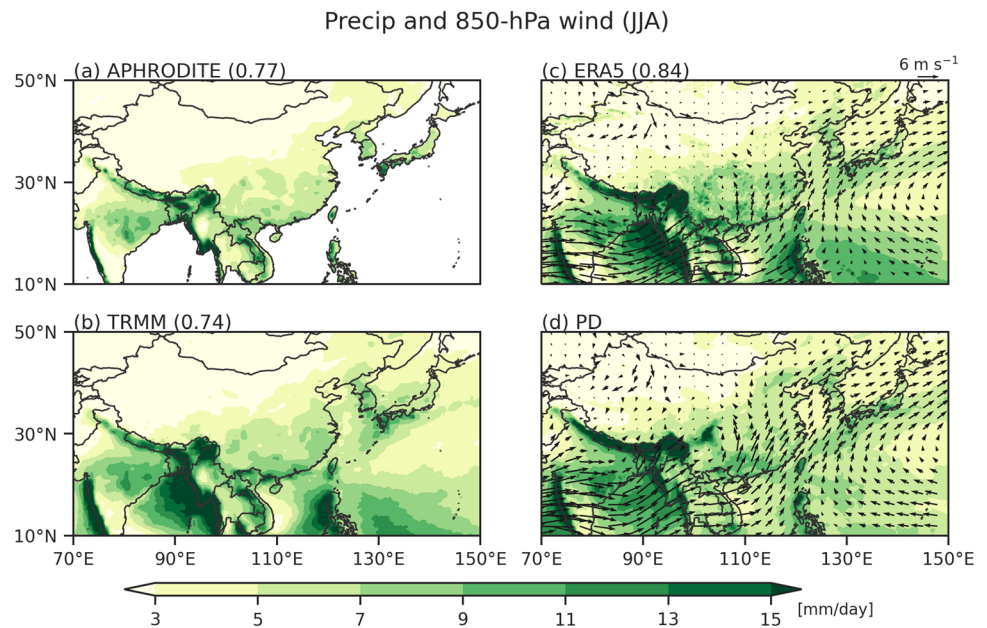 Precip and 850-hPa wind (JJA)
(a) APHRODITE (0.77)
50°N
30°N
10°N
(c) ERA5 (0.84)
6 m s⁻¹
(b) TRMM (0.74)
50°N
30°N
10°N
70°E 90°E 110°E 130°E 150°E
(d) PD
70°E 90°E 110°E 130°E 150°E
3 5 7 9 11 13 15
[mm/day]